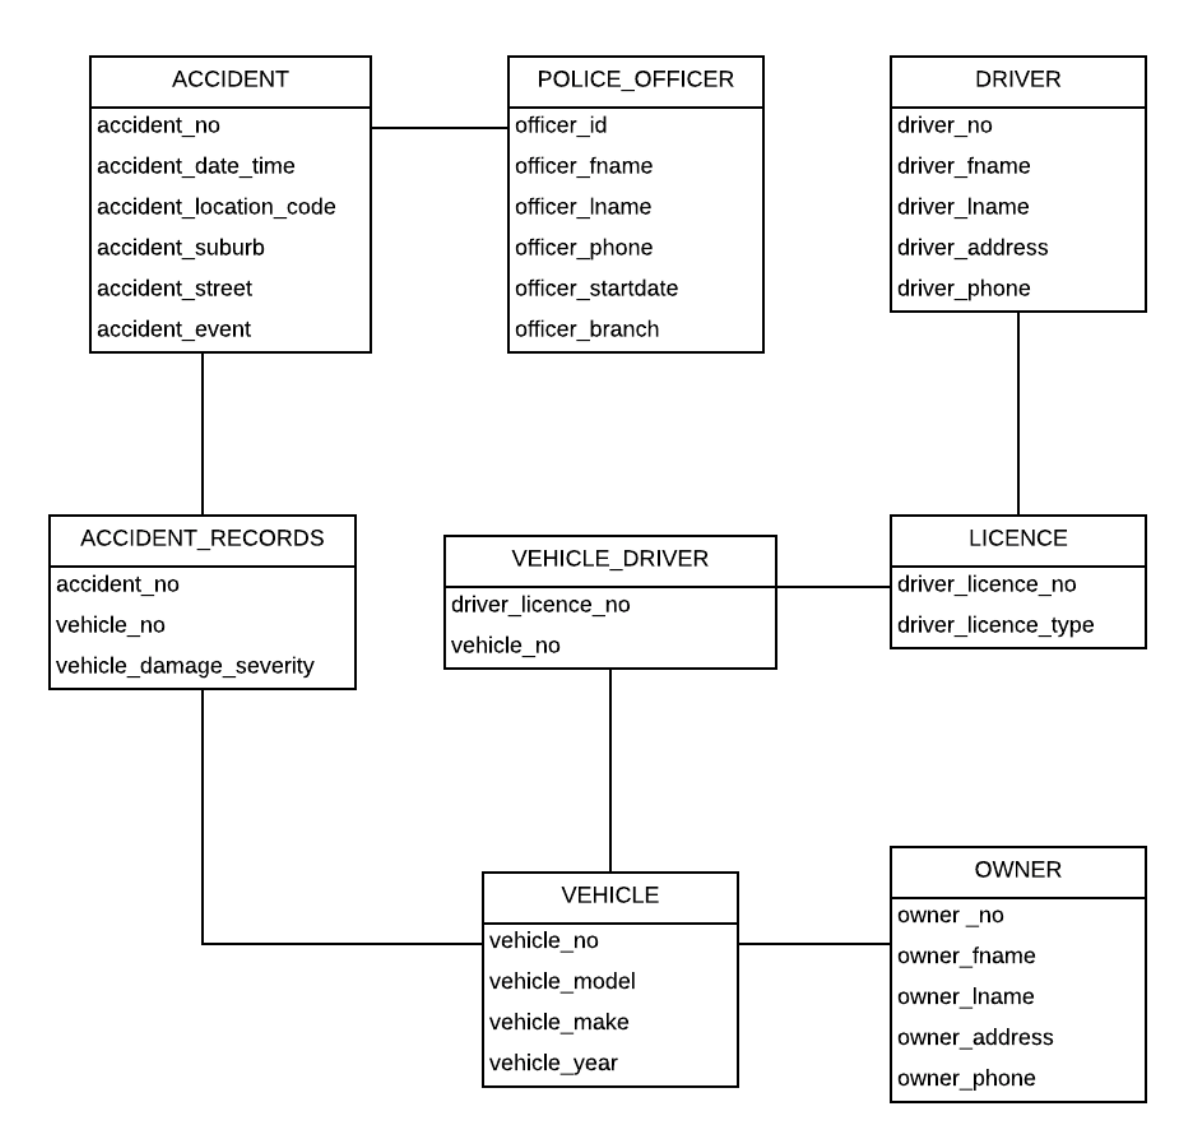 ACCIDENT
accident_no
accident_date_time
accident_location_code
accident_suburb
accident_street
accident_event
POLICE_OFFICER
officer_id
officer_fname
officer_lname
officer_phone
officer_startdate
officer_branch
DRIVER
driver_no
driver_fname
driver_lname
driver_address
driver_phone
ACCIDENT_RECORDS
accident_no
vehicle_no
vehicle_damage_severity
VEHICLE_DRIVER
driver_licence_no
vehicle_no
LICENCE
driver_licence_no
driver_licence_type
VEHICLE
vehicle_no
vehicle_model
vehicle_make
vehicle_year
OWNER
owner _no
owner_fname
owner_lname
owner_address
owner_phone